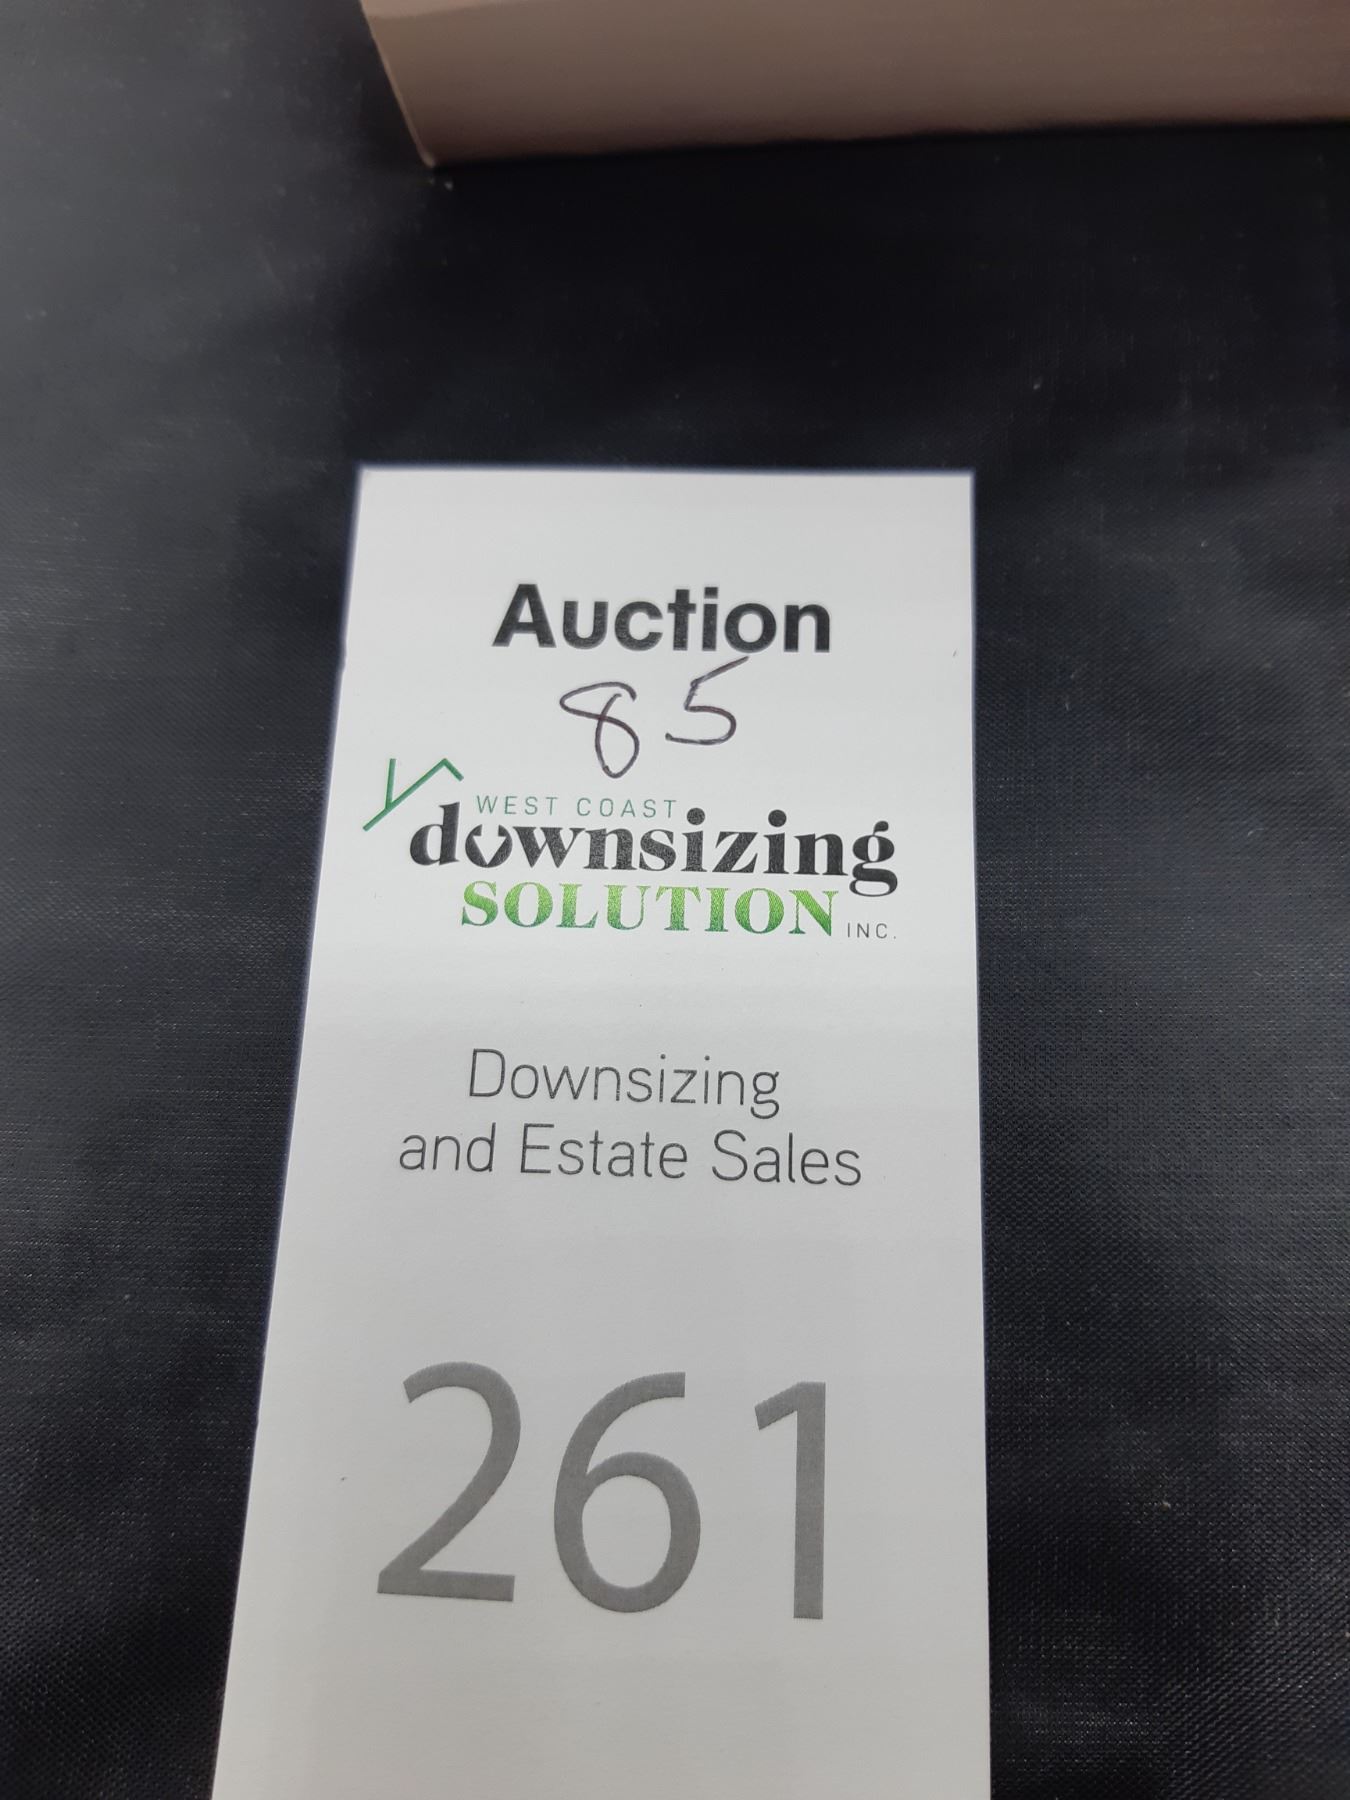 Auction
85
WEST COAST
downsizing
SOLUTION INC.
Downsizing
and Estate Sales
261